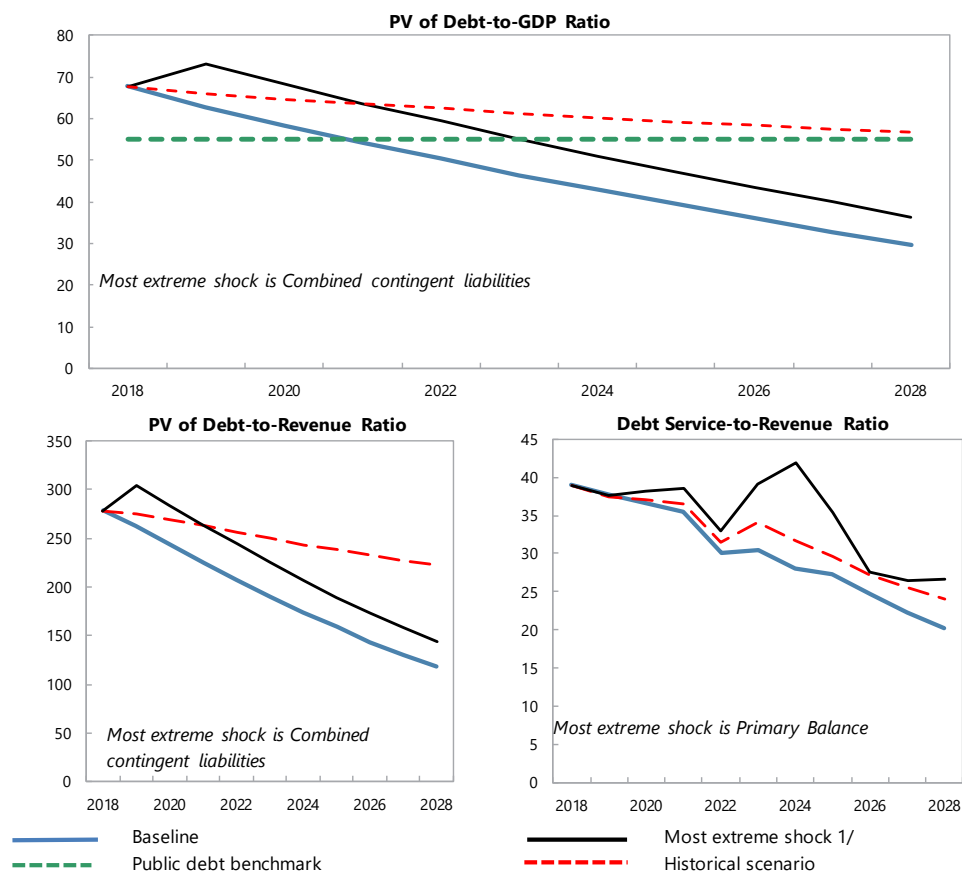 PV of Debt-to-GDP Ratio
80
70
60
50
40
30
20
10
0
Most extreme shock is Combined contingent liabilities
2018 2020 2022 2024 2026 2028
PV of Debt-to-Revenue Ratio
350
300
250
200
150
100
50
0
Most extreme shock is Combined
contingent liabilities
2018 2020 2022 2024 2026 2028
Debt Service-to-Revenue Ratio
45
40
35
30
25
20
15
10
5
0
Most extreme shock is Primary Balance
2018 2020 2022 2024 2026 2028
Baseline
Public debt benchmark
Most extreme shock 1/
Historical scenario